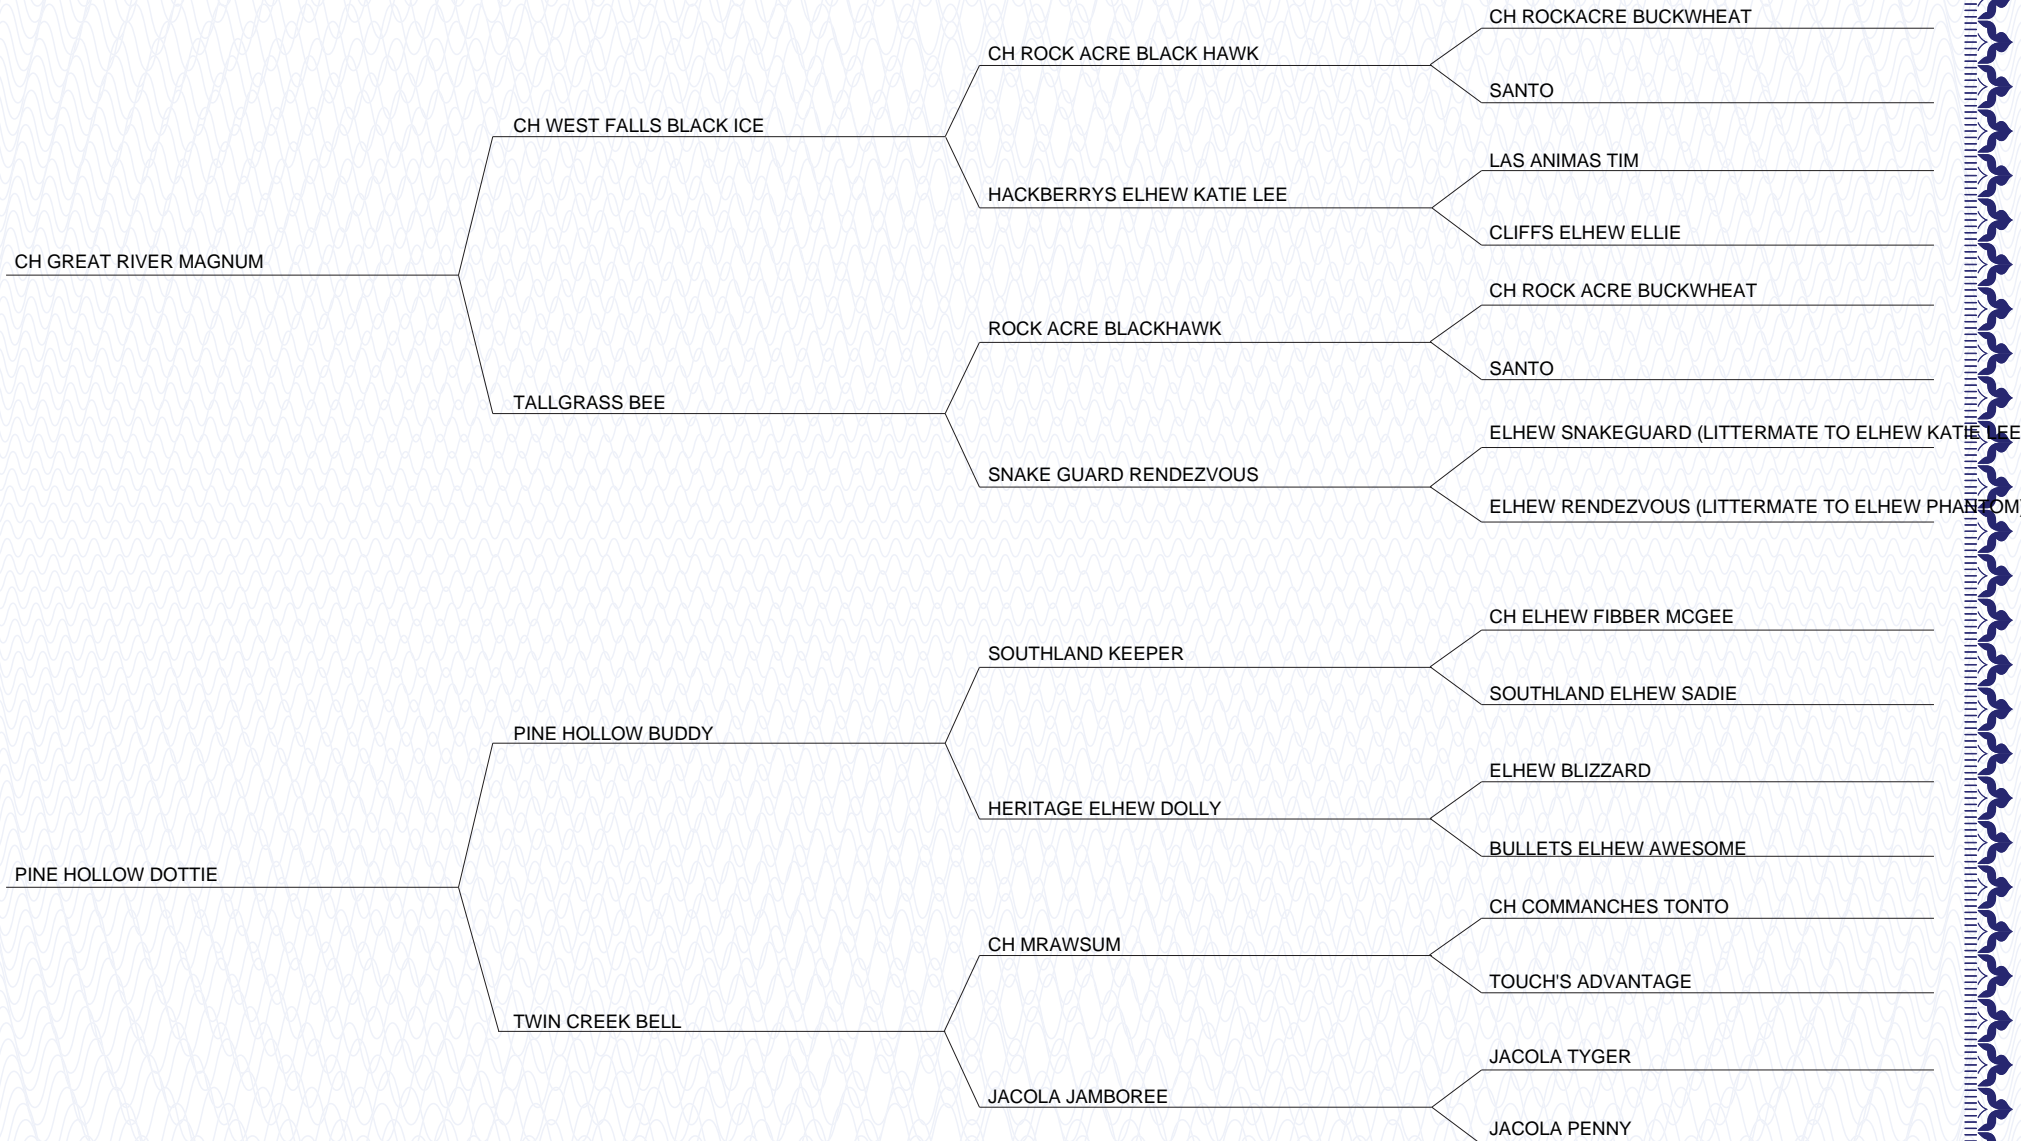 CH ROCKACRE BUCKWHEAT
CH ROCK ACRE BLACK HAWK
SANTO
CH WEST FALLS BLACK ICE
LAS ANIMAS TIM
HACKBERRYS ELHEW KATIE LEE
CLIFFS ELHEW ELLIE
CH GREAT RIVER MAGNUM
CH ROCK ACRE BUCKWHEAT
ROCK ACRE BLACKHAWK
SANTO
TALLGRASS BEE
ELHEW SNAKEGUARD (LITTERMATE TO ELHEW KATIE LEE
SNAKE GUARD RENDEZVOUS
ELHEW RENDEZVOUS (LITTERMATE TO ELHEW PHANTOM)
CH ELHEW FIBBER MCGEE
SOUTHLAND KEEPER
SOUTHLAND ELHEW SADIE
PINE HOLLOW BUDDY
ELHEW BLIZZARD
HERITAGE ELHEW DOLLY
BULLETS ELHEW AWESOME
PINE HOLLOW DOTTIE
CH COMMANCHES TONTO
CH MRAWSUM
TOUCH'S ADVANTAGE
TWIN CREEK BELL
JACOLA TYGER
JACOLA JAMBOREE
JACOLA PENNY